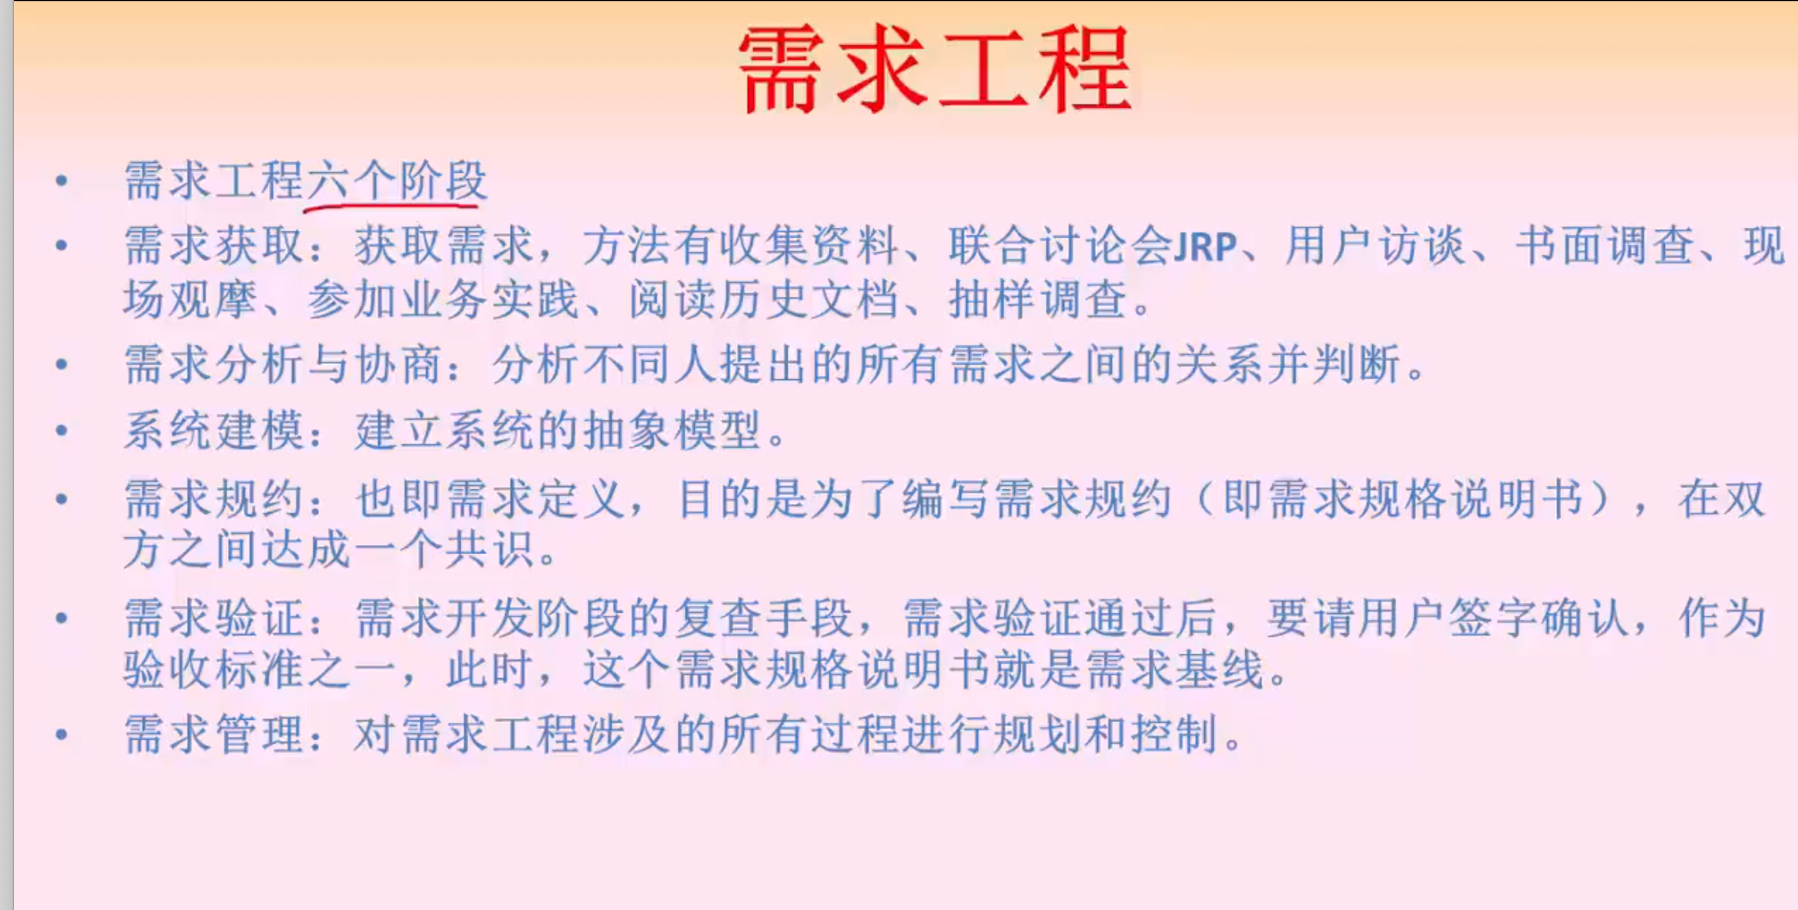 需求工程
• 需求工程六个阶段
• 需求获取：获取需求，方法有收集资料、联合讨论会JRP、用户访谈、书面调查、现
场观摩、参加业务实践、阅读历史文档、抽样调查。
• 需求分析与协商：分析不同人提出的所有需求之间的关系并判断。
• 系统建模：建立系统的抽象模型。
• 需求规约：也即需求定义，目的是为了编写需求规约（即需求规格说明书），在双
方之间达成一个共识。
• 需求验证：需求开发阶段的复查手段，需求验证通过后，要请用户签字确认，作为
验收标准之一，此时，这个需求规格说明书就是需求基线。
• 需求管理：对需求工程涉及的所有过程进行规划和控制。